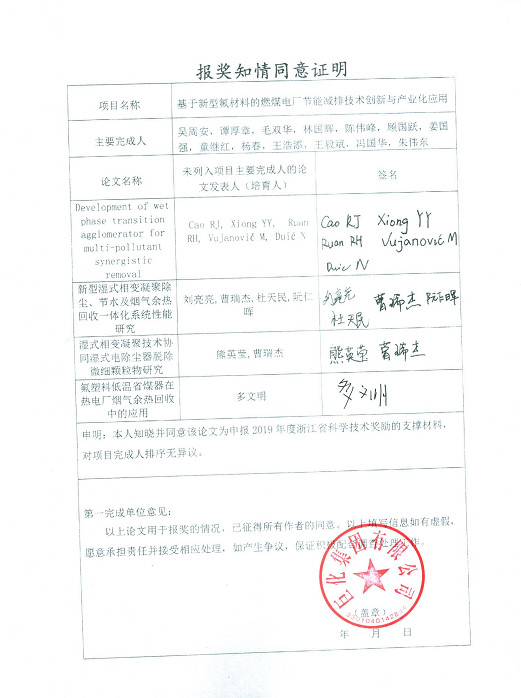 报奖知情同意证明
项目名称
基于新型氟材料的燃煤电厂节能减排技术创新与产业化应用
主要完成人
吴周安，谭厚章，毛双华，林国辉，陈伟峰，顾国跃，姜国
强，童继红，杨春，王浩添，王毅斌，冯国华，朱伟东
论文名称
未列入项目主要完成人的论
文发表人（培育人）
签名
Development of wet
phase transition
agglomerator for
multi-pollutant
synergistic
removal
Cao RJ, Xiong YY, Ruan
RH, Vujanović M, Duić N
Cao RJ Xiong YY
Ruan RH Vujanović M
Duic N
新型湿式相变凝聚除
尘、节水及烟气余热
回收一体化系统性能
研究
刘亮亮,曹瑞杰,杜天民,阮仁
晖
曹瑞杰 阮仁晖
杜天民
湿式相变凝聚技术协
同湿式电除尘器脱除
微细颗粒物研究
熊英莹,曹瑞杰
熊英莹 曹瑞杰
氟塑料低温省煤器在
热电厂烟气余热回收
中的应用
多文明
多文明
申明：本人知晓并同意该论文为申报 2019 年度浙江省科学技术奖励的支撑材料，
对项目完成人排序无异议。
第一完成单位意见：
以上论文用于报奖的情况，已征得所有作者的同意。以上填写信息如有虚假，
愿意承担责任并接受相应处理，如产生争议，保证积极配合调查处理工作。
巨化集团有限公司
（盖章）
年 月 日